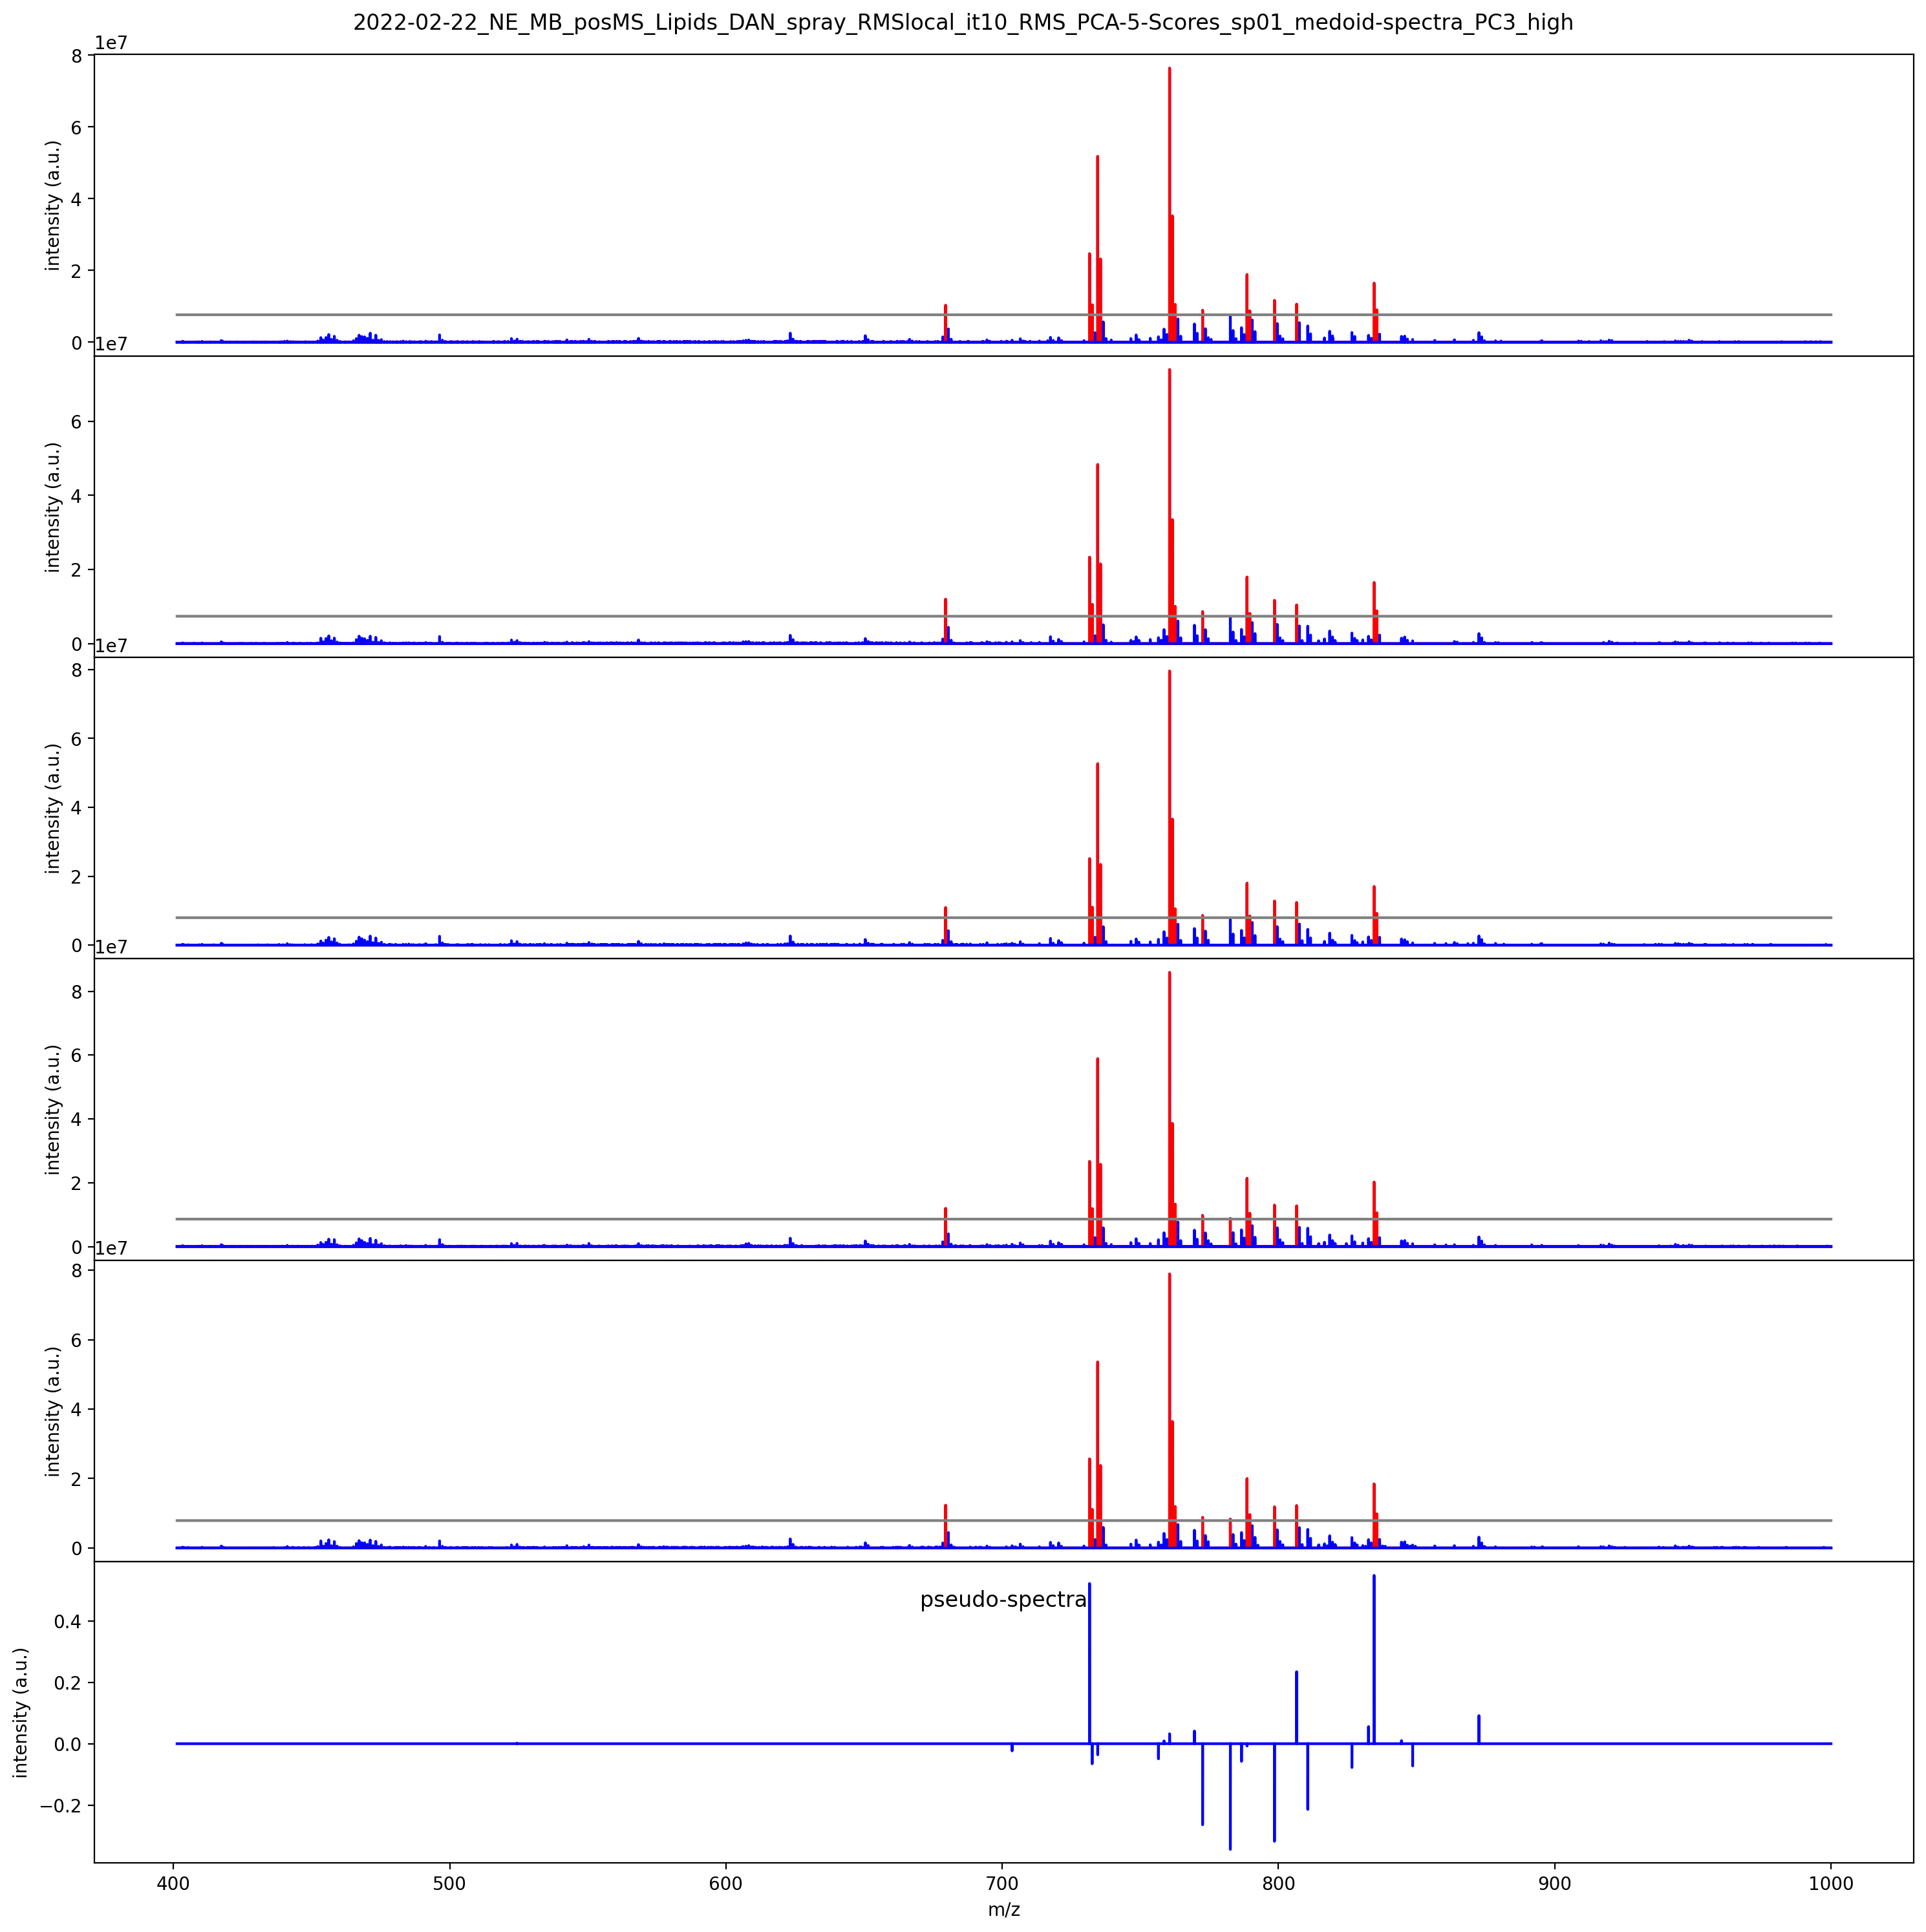 2022-02-22_NE_MB_posMS_Lipids_DAN_spray_RMSlocal_it10_RMS_PCA-5-Scores_sp01_medoid-spectra_PC3_high
1e7
8
6
4
2
0
intensity (a.u.)
1e7
6
4
2
0
intensity (a.u.)
1e7
8
6
4
2
0
intensity (a.u.)
1e7
8
6
4
2
0
intensity (a.u.)
1e7
8
6
4
2
0
intensity (a.u.)
pseudo-spectra
0.4
0.2
0.0
−0.2
intensity (a.u.)
400 500 600 700 800 900 1000
m/z